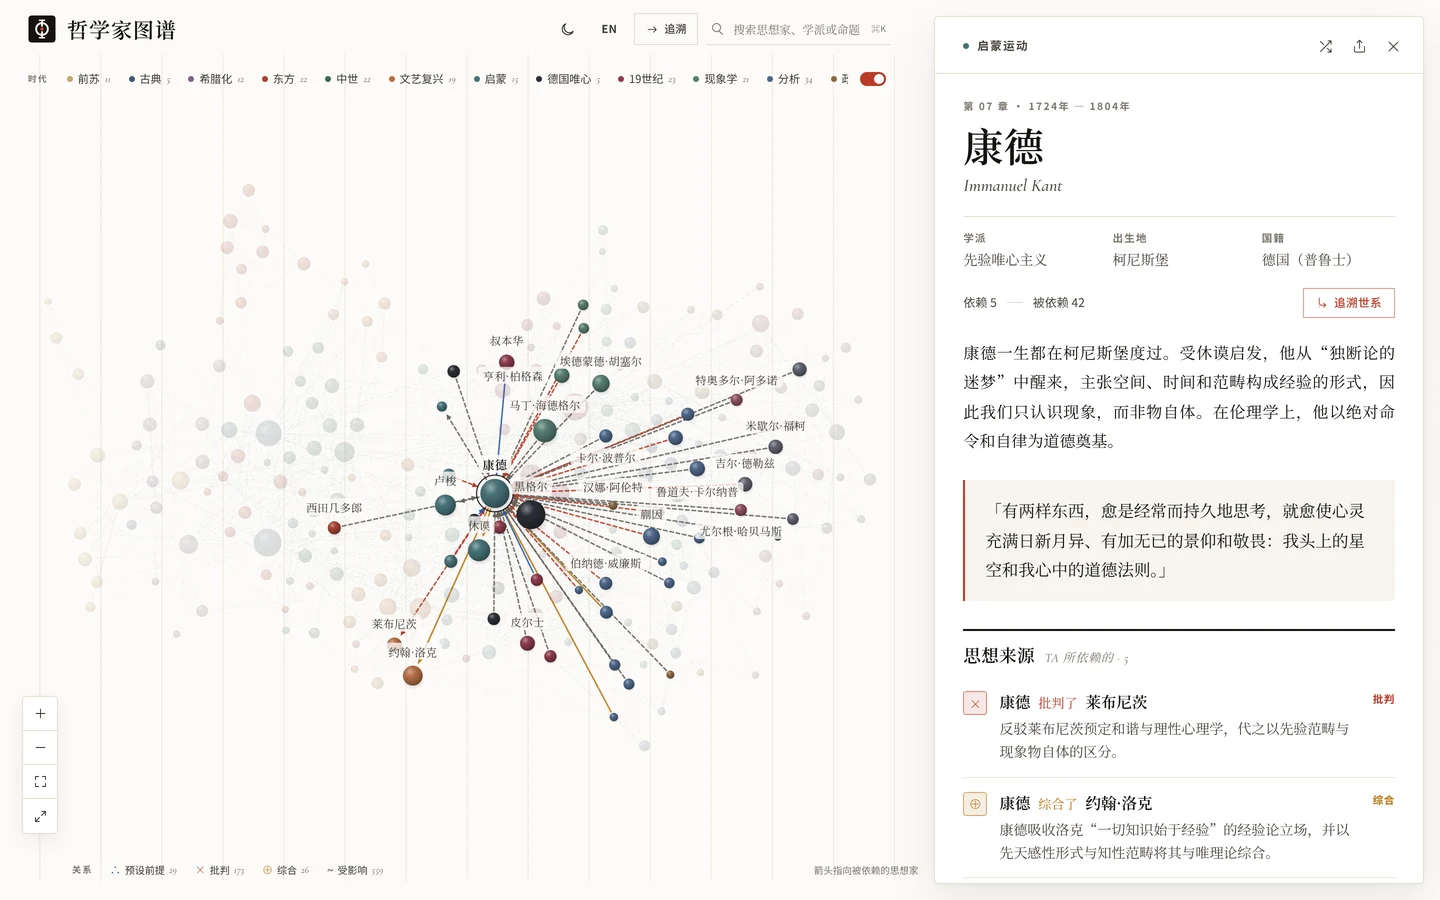 哲学家图谱
EN
→ 追溯
搜索思想家、学派或命题 ⌘K
时代
前苏 11
古典 5
希腊化 12
东方 22
中世 22
文艺复兴 19
启蒙 15
德国唯心 5
19世纪 23
现象学 21
分析 34
叔本华
埃德蒙德·胡塞尔
亨利·柏格森
特奥多尔·阿多诺
马丁·海德格尔
米歇尔·福柯
卡尔·波普尔
康德
吉尔·德勒兹
卢梭
黑格尔
汉娜·阿伦特
鲁道夫·卡尔纳普
西田几多郎
蒯因
休谟
尤尔根·哈贝马斯
伯纳德·威廉斯
莱布尼茨
皮尔士
约翰·洛克
关系
∴ 预设前提 29
× 批判 173
⊕ 综合 26
~ 受影响 559
箭头指向被依赖的思想家
启蒙运动
第 07 章 · 1724年 — 1804年
康德
Immanuel Kant
学派
出生地
国籍
先验唯心主义
柯尼斯堡
德国（普鲁士）
依赖 5 — 被依赖 42
追溯世系
康德一生都在柯尼斯堡度过。受休谟启发，他从“独断论的
迷梦”中醒来，主张空间、时间和范畴构成经验的形式，因
此我们只认识现象，而非物自体。在伦理学上，他以绝对命
令和自律为道德奠基。
「有两样东西，愈是经常而持久地思考，就愈使心灵
充满日新月异、有加无已的景仰和敬畏：我头上的星
空和我心中的道德法则。」
思想来源 TA 所依赖的 · 5
康德 批判了 莱布尼茨
批判
反驳莱布尼茨预定和谐与理性心理学，代之以先验范畴与
现象物自体的区分。
康德 综合了 约翰·洛克
综合
康德吸收洛克“一切知识始于经验”的经验论立场，并以
先天感性形式与知性范畴将其与唯理论综合。